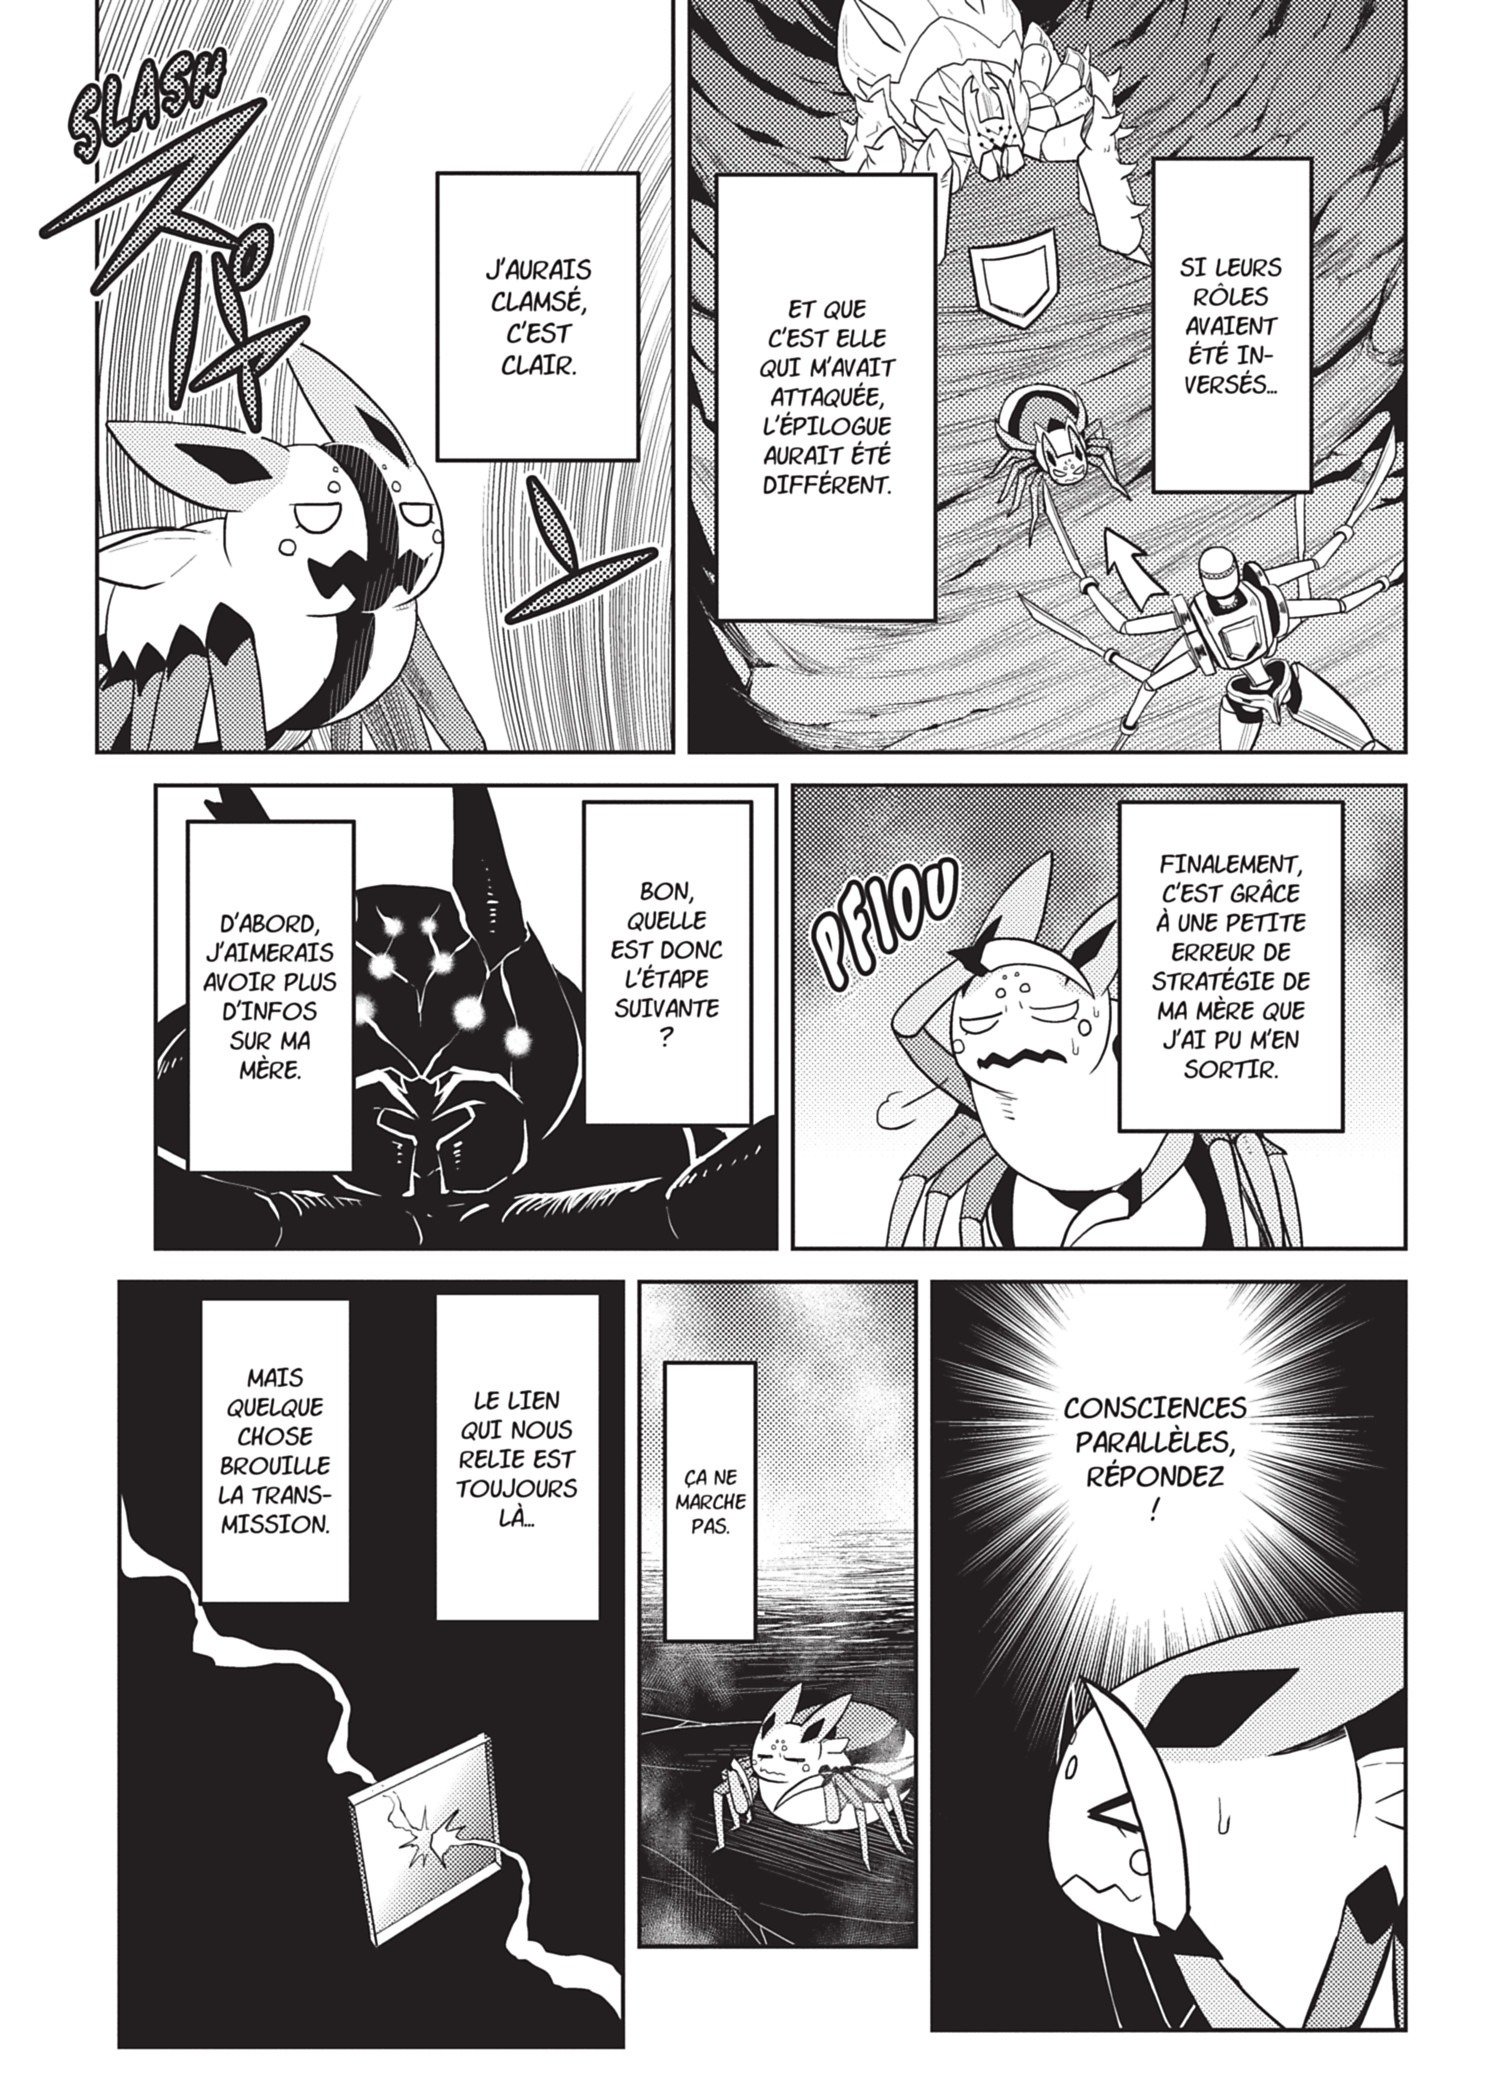 SI LEURS
RÔLES
AVAIENT
ÉTÉ IN-
VERSÉS...
ET QUE
C'EST ELLE
QUI M'AVAIT
ATTAQUÉE,
L'ÉPILOGUE
AURAIT ÉTÉ
DIFFÉRENT.
J'AURAIS
CLAMSÉ,
C'EST
CLAIR.
SLASH
スパーン
FINALEMENT,
C'EST GRÂCE
À UNE PETITE
ERREUR DE
STRATÉGIE DE
MA MÈRE QUE
J'AI PU M'EN
SORTIR.
PFIOU
BON,
QUELLE
EST DONC
L'ÉTAPE
SUIVANTE
?
D'ABORD,
J'AIMERAIS
AVOIR PLUS
D'INFOS
SUR MA
MÈRE.
CONSCIENCES
PARALLÈLES,
RÉPONDEZ
!
ÇA NE
MARCHE
PAS.
LE LIEN
QUI NOUS
RELIE EST
TOUJOURS
LÀ...
MAIS
QUELQUE
CHOSE
BROUILLE
LA TRANS-
MISSION.